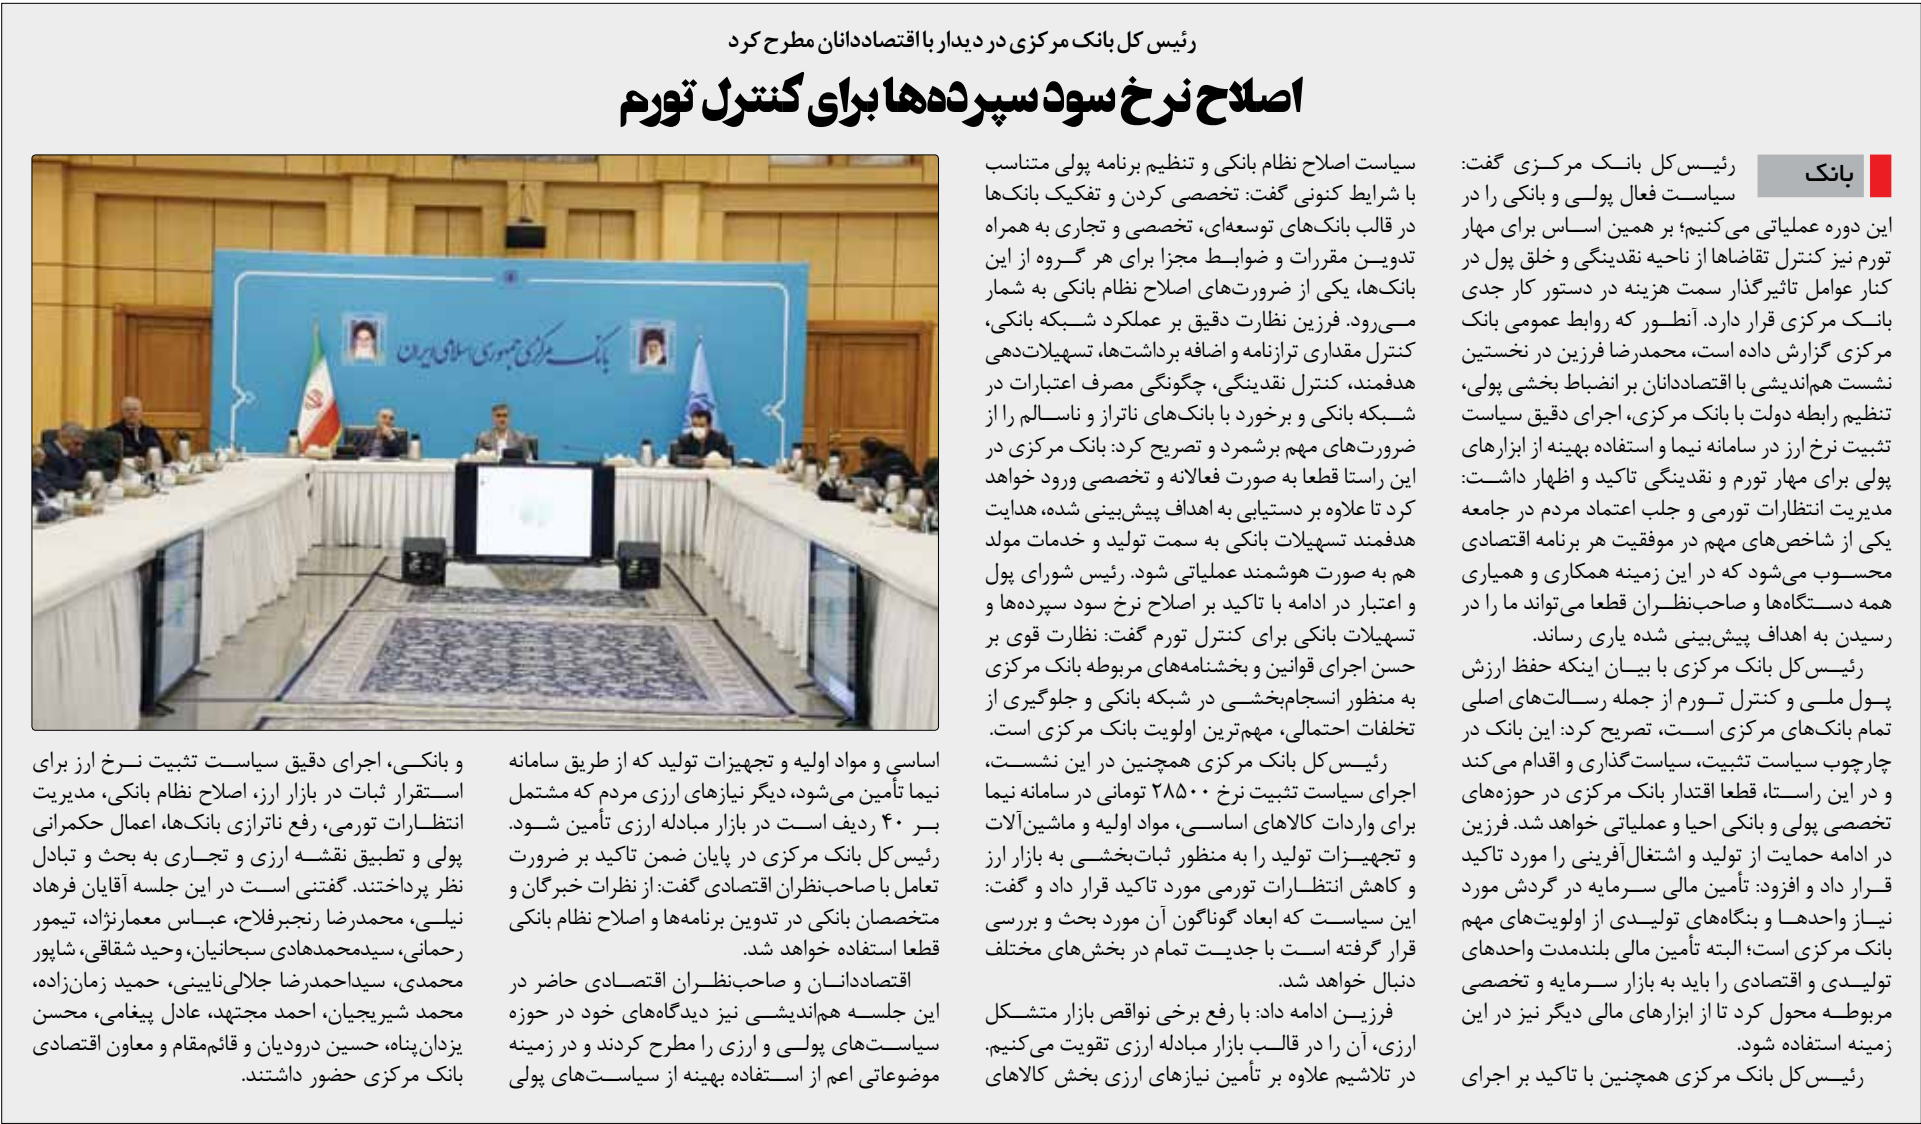 رئیس کل بانک مرکزی در دیدار با اقتصاددانان مطرح کرد
اصلاح نرخ سود سپرده‌ها برای کنترل تورم
بانک
رئیس‌کل بانک مرکزی گفت:
سیاست فعال پولی و بانکی را در
این دوره عملیاتی می‌کنیم؛ بر همین اساس برای مهار
تورم نیز کنترل تقاضاها از ناحیه نقدینگی و خلق پول در
کنار عوامل تاثیرگذار سمت هزینه در دستور کار جدی
بانک مرکزی قرار دارد. آنطور که روابط عمومی بانک
مرکزی گزارش داده است، محمدرضا فرزین در نخستین
نشست هم‌اندیشی با اقتصاددانان بر انضباط بخشی پولی،
تنظیم رابطه دولت با بانک مرکزی، اجرای دقیق سیاست
تثبیت نرخ ارز در سامانه نیما و استفاده بهینه از ابزارهای
پولی برای مهار تورم و نقدینگی تاکید و اظهار داشت:
مدیریت انتظارات تورمی و جلب اعتماد مردم در جامعه
یکی از شاخص‌های مهم در موفقیت هر برنامه اقتصادی
محسوب می‌شود که در این زمینه همکاری و همیاری
همه دستگاه‌ها و صاحب‌نظران قطعا می‌تواند ما را در
رسیدن به اهداف پیش‌بینی شده یاری رساند.
رئیس‌کل بانک مرکزی با بیان اینکه حفظ ارزش
پول ملی و کنترل تورم از جمله رسالت‌های اصلی
تمام بانک‌های مرکزی است، تصریح کرد: این بانک در
چارچوب سیاست تثبیت، سیاست‌گذاری و اقدام می‌کند
و در این راستا، قطعا اقتدار بانک مرکزی در حوزه‌های
تخصصی پولی و بانکی احیا و عملیاتی خواهد شد. فرزین
در ادامه حمایت از تولید و اشتغال‌آفرینی را مورد تاکید
قرار داد و افزود: تأمین مالی سرمایه در گردش مورد
نیاز واحدها و بنگاه‌های تولیدی از اولویت‌های مهم
بانک مرکزی است؛ البته تأمین مالی بلندمدت واحدهای
تولیدی و اقتصادی را باید به بازار سرمایه و تخصصی
مربوطه محول کرد تا از ابزارهای مالی دیگر نیز در این
زمینه استفاده شود.
رئیس‌کل بانک مرکزی همچنین با تاکید بر اجرای
سیاست اصلاح نظام بانکی و تنظیم برنامه پولی متناسب
با شرایط کنونی گفت: تخصصی کردن و تفکیک بانک‌ها
در قالب بانک‌های توسعه‌ای، تخصصی و تجاری به همراه
تدوین مقررات و ضوابط مجزا برای هر گروه از این
بانک‌ها، یکی از ضرورت‌های اصلاح نظام بانکی به شمار
می‌رود. فرزین نظارت دقیق بر عملکرد شبکه بانکی،
کنترل مقداری ترازنامه و اضافه برداشت‌ها، تسهیلات‌دهی
هدفمند، کنترل نقدینگی، چگونگی مصرف اعتبارات در
شبکه بانکی و برخورد با بانک‌های ناتراز و ناسالم را از
ضرورت‌های مهم برشمرد و تصریح کرد: بانک مرکزی در
این راستا قطعا به صورت فعالانه و تخصصی ورود خواهد
کرد تا علاوه بر دستیابی به اهداف پیش‌بینی شده، هدایت
هدفمند تسهیلات بانکی به سمت تولید و خدمات مولد
هم به صورت هوشمند عملیاتی شود. رئیس شورای پول
و اعتبار در ادامه با تاکید بر اصلاح نرخ سود سپرده‌ها و
تسهیلات بانکی برای کنترل تورم گفت: نظارت قوی بر
حسن اجرای قوانین و بخشنامه‌های مربوطه بانک مرکزی
به منظور انسجام‌بخشی در شبکه بانکی و جلوگیری از
تخلفات احتمالی، مهم‌ترین اولویت بانک مرکزی است.
رئیس‌کل بانک مرکزی همچنین در این نشست،
اجرای سیاست تثبیت نرخ ۲۸۵۰۰ تومانی در سامانه نیما
برای واردات کالاهای اساسی، مواد اولیه و ماشین‌آلات
و تجهیزات تولید را به منظور ثبات‌بخشی به بازار ارز
و کاهش انتظارات تورمی مورد تاکید قرار داد و گفت:
این سیاست که ابعاد گوناگون آن مورد بحث و بررسی
قرار گرفته است با جدیت تمام در بخش‌های مختلف
دنبال خواهد شد.
فرزین ادامه داد: با رفع برخی نواقص بازار متشکل
ارزی، آن را در قالب بازار مبادله ارزی تقویت می‌کنیم.
در تلاشیم علاوه بر تأمین نیازهای ارزی بخش کالاهای
بانک مرکزی جمهوری اسلامی ایران
اساسی و مواد اولیه و تجهیزات تولید که از طریق سامانه
نیما تأمین می‌شود، دیگر نیازهای ارزی مردم که مشتمل
بر ۴۰ ردیف است در بازار مبادله ارزی تأمین شود.
رئیس‌کل بانک مرکزی در پایان ضمن تاکید بر ضرورت
تعامل با صاحب‌نظران اقتصادی گفت: از نظرات خبرگان و
متخصصان بانکی در تدوین برنامه‌ها و اصلاح نظام بانکی
قطعا استفاده خواهد شد.
اقتصاددانان و صاحب‌نظران اقتصادی حاضر در
این جلسه هم‌اندیشی نیز دیدگاه‌های خود در حوزه
سیاست‌های پولی و ارزی را مطرح کردند و در زمینه
موضوعاتی اعم از استفاده بهینه از سیاست‌های پولی
و بانکی، اجرای دقیق سیاست تثبیت نرخ ارز برای
استقرار ثبات در بازار ارز، اصلاح نظام بانکی، مدیریت
انتظارات تورمی، رفع ناترازی بانک‌ها، اعمال حکمرانی
پولی و تطبیق نقشه ارزی و تجاری به بحث و تبادل
نظر پرداختند. گفتنی است در این جلسه آقایان فرهاد
نیلی، محمدرضا رنجبرفلاح، عباس معمارنژاد، تیمور
رحمانی، سیدمحمدهادی سبحانیان، وحید شقاقی، شاپور
محمدی، سیداحمدرضا جلالی‌نایینی، حمید زمان‌زاده،
محمد شیریجیان، احمد مجتهد، عادل پیغامی، محسن
یزدان‌پناه، حسین درودیان و قائم‌مقام و معاون اقتصادی
بانک مرکزی حضور داشتند.